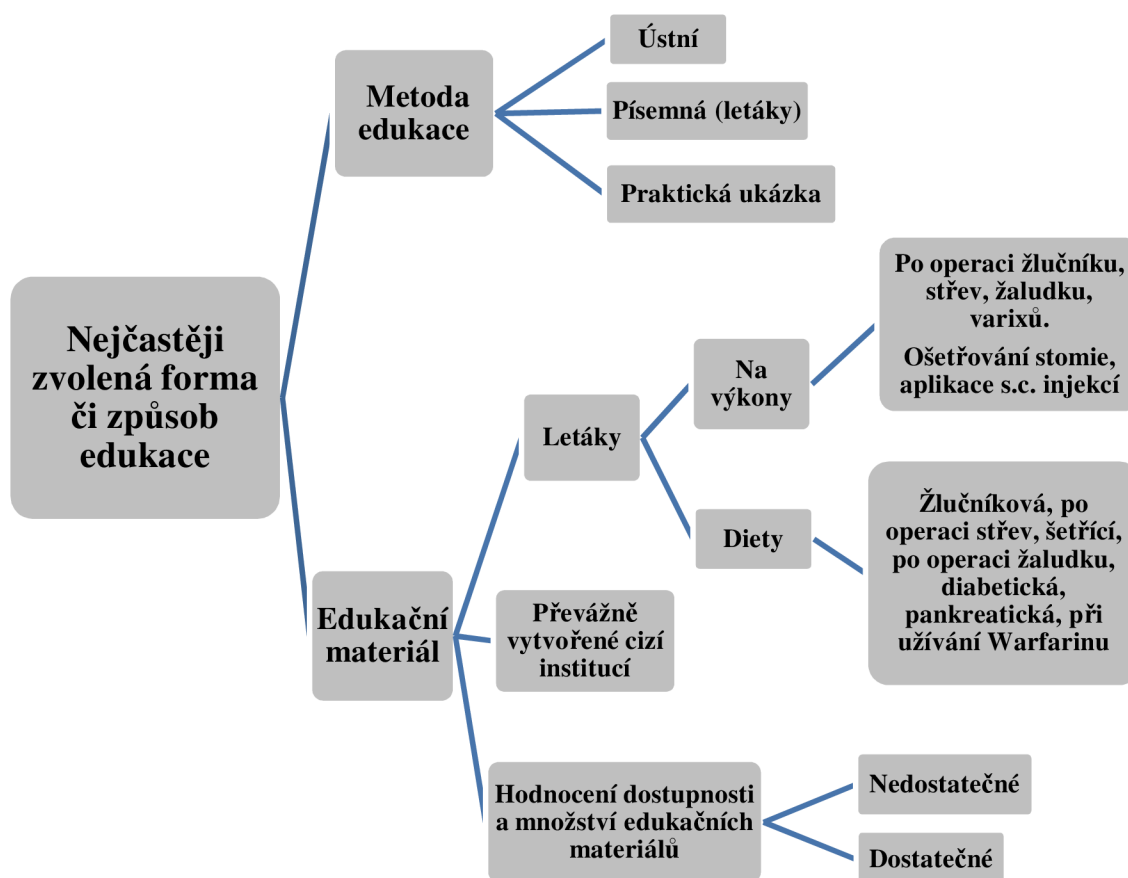 Nejčastěji
zvolená forma
či způsob
edukace
Metoda
edukace
Ústní
Písemná (letáky)
Praktická ukázka
Edukační
materiál
Letáky
Na
výkony
Po operaci žlučníku,
střev, žaludku,
varixů.
Ošetřování stomie,
aplikace s.c. injekcí
Diety
Žlučníková, po
operaci střev, šetřící,
po operaci žaludku,
diabetická,
pankreatická, při
užívání Warfarinu
Převážně
vytvořené cizí
institucí
Hodnocení dostupnosti
a množství edukačních
materiálů
Nedostatečné
Dostatečné